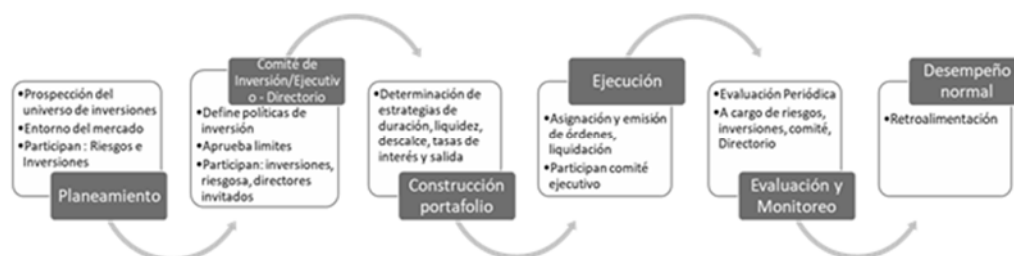 •Prospección del
universo de inversiones
•Entorno del mercado
•Participan : Riesgos e
Inversiones
Planeamiento
Comité de
Inversión/Ejecutiv
o - Directorio
•Define políticas de
inversión
•Aprueba limites
•Participan: inversiones,
riesgosa, directores
invitados
•Determinación de
estrategias de
duración, liquidez,
descalce, tasas de
interés y salida
Construcción
portafolio
Ejecución
•Asignación y emisión
de órdenes,
liquidación
•Participan comité
ejecutivo
•Evaluación Periódica
•A cargo de riesgos,
inversiones, comité,
Directorio
Evaluación y
Monitoreo
Desempeño
normal
•Retroalimentación